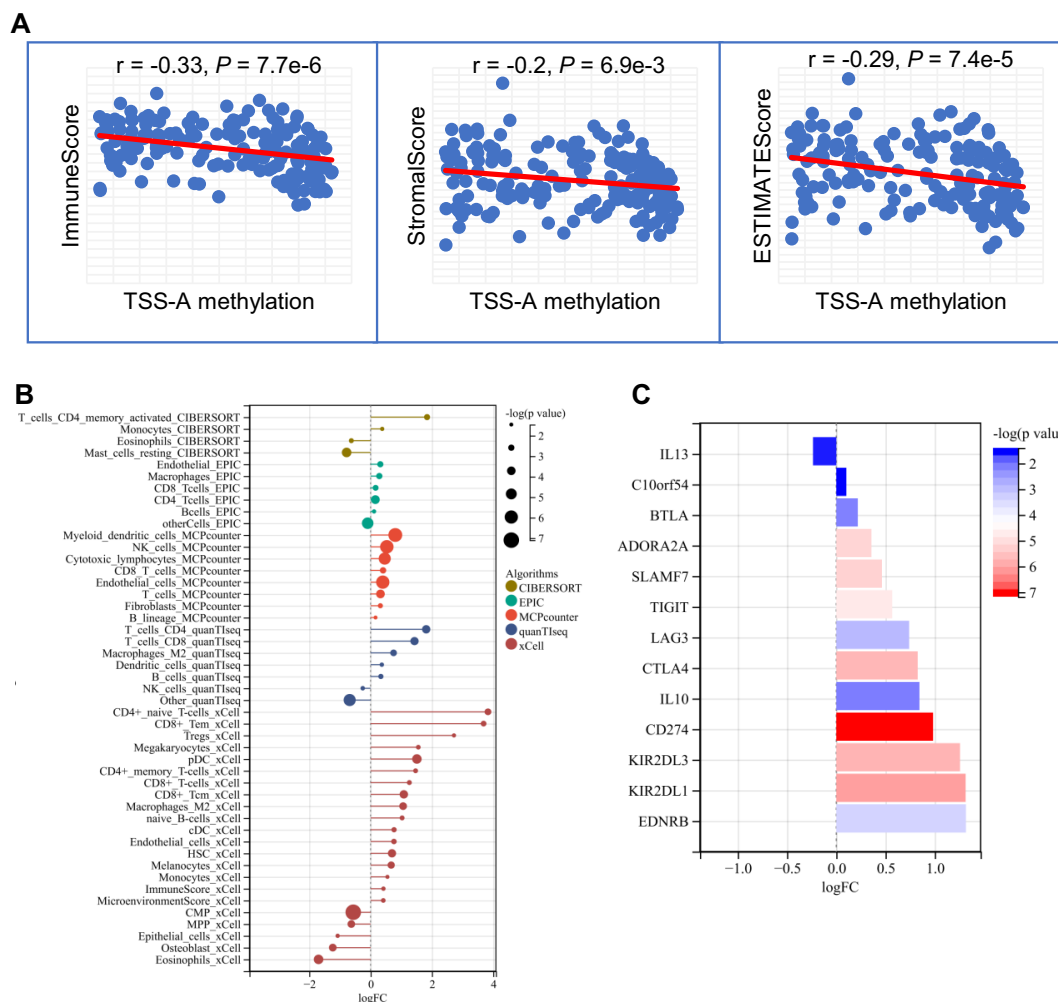 A
r = -0.33, P = 7.7e-6
r = -0.2, P = 6.9e-3
r = -0.29, P = 7.4e-5
ImmuneScore
StromalScore
ESTIMATEScore
TSS-A methylation
TSS-A methylation
TSS-A methylation
B
T_cells_CD4_memory_activated_CIBERSORT
Monocytes_CIBERSORT
Eosinophils_CIBERSORT
Mast_cells_resting_CIBERSORT
Endothelial_EPIC
Macrophages_EPIC
CD8_Tcells_EPIC
CD4_Tcells_EPIC
Bcells_EPIC
otherCells_EPIC
Myeloid_dendritic_cells_MCPcounter
NK_cells_MCPcounter
Cytotoxic_lymphocytes_MCPcounter
CD8_T_cells_MCPcounter
Endothelial_cells_MCPcounter
T_cells_MCPcounter
Fibroblasts_MCPcounter
B_lineage_MCPcounter
T_cells_CD4_quanTIseq
T_cells_CD8_quanTIseq
Macrophages_M2_quanTIseq
Dendritic_cells_quanTIseq
B_cells_quanTIseq
NK_cells_quanTIseq
Other_quanTIseq
CD4+_naive_T-cells_xCell
CD8+_Tem_xCell
Tregs_xCell
Megakaryocytes_xCell
pDC_xCell
CD4+_memory_T-cells_xCell
CD8+_T-cells_xCell
CD8+_Tcm_xCell
Macrophages_M2_xCell
naive_B-cells_xCell
cDC_xCell
Endothelial_cells_xCell
HSC_xCell
Melanocytes_xCell
Monocytes_xCell
ImmuneScore_xCell
MicroenvironmentScore_xCell
CMP_xCell
MPP_xCell
Epithelial_cells_xCell
Osteoblast_xCell
Eosinophils_xCell
−2 0 2 4
logFC
-log(p value)
2
3
4
5
6
7
Algorithms
CIBERSORT
EPIC
MCPcounter
quanTIseq
xCell
C
IL13
C10orf54
BTLA
ADORA2A
SLAMF7
TIGIT
LAG3
CTLA4
IL10
CD274
KIR2DL3
KIR2DL1
EDNRB
−1.0 −0.5 0.0 0.5 1.0
logFC
-log(p value
2
3
4
5
6
7